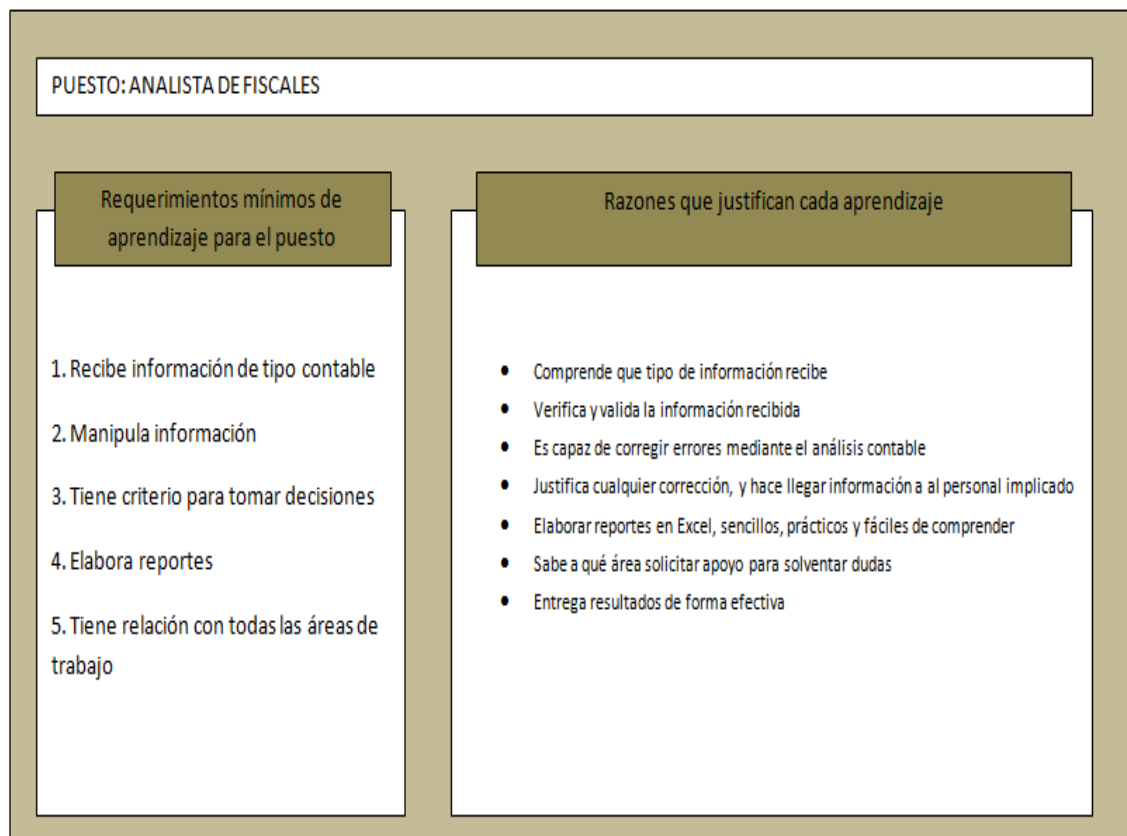 PUESTO: ANALISTA DE FISCALES
Requerimientos mínimos de
aprendizaje para el puesto
1. Recibe información de tipo contable
2. Manipula información
3. Tiene criterio para tomar decisiones
4. Elabora reportes
5. Tiene relación con todas las áreas de
trabajo
Razones que justifican cada aprendizaje
• Comprende que tipo de información recibe
• Verifica y valida la información recibida
• Es capaz de corregir errores mediante el análisis contable
• Justifica cualquier corrección, y hace llegar información a al personal implicado
• Elaborar reportes en Excel, sencillos, prácticos y fáciles de comprender
• Sabe a qué área solicitar apoyo para solventar dudas
• Entrega resultados de forma efectiva